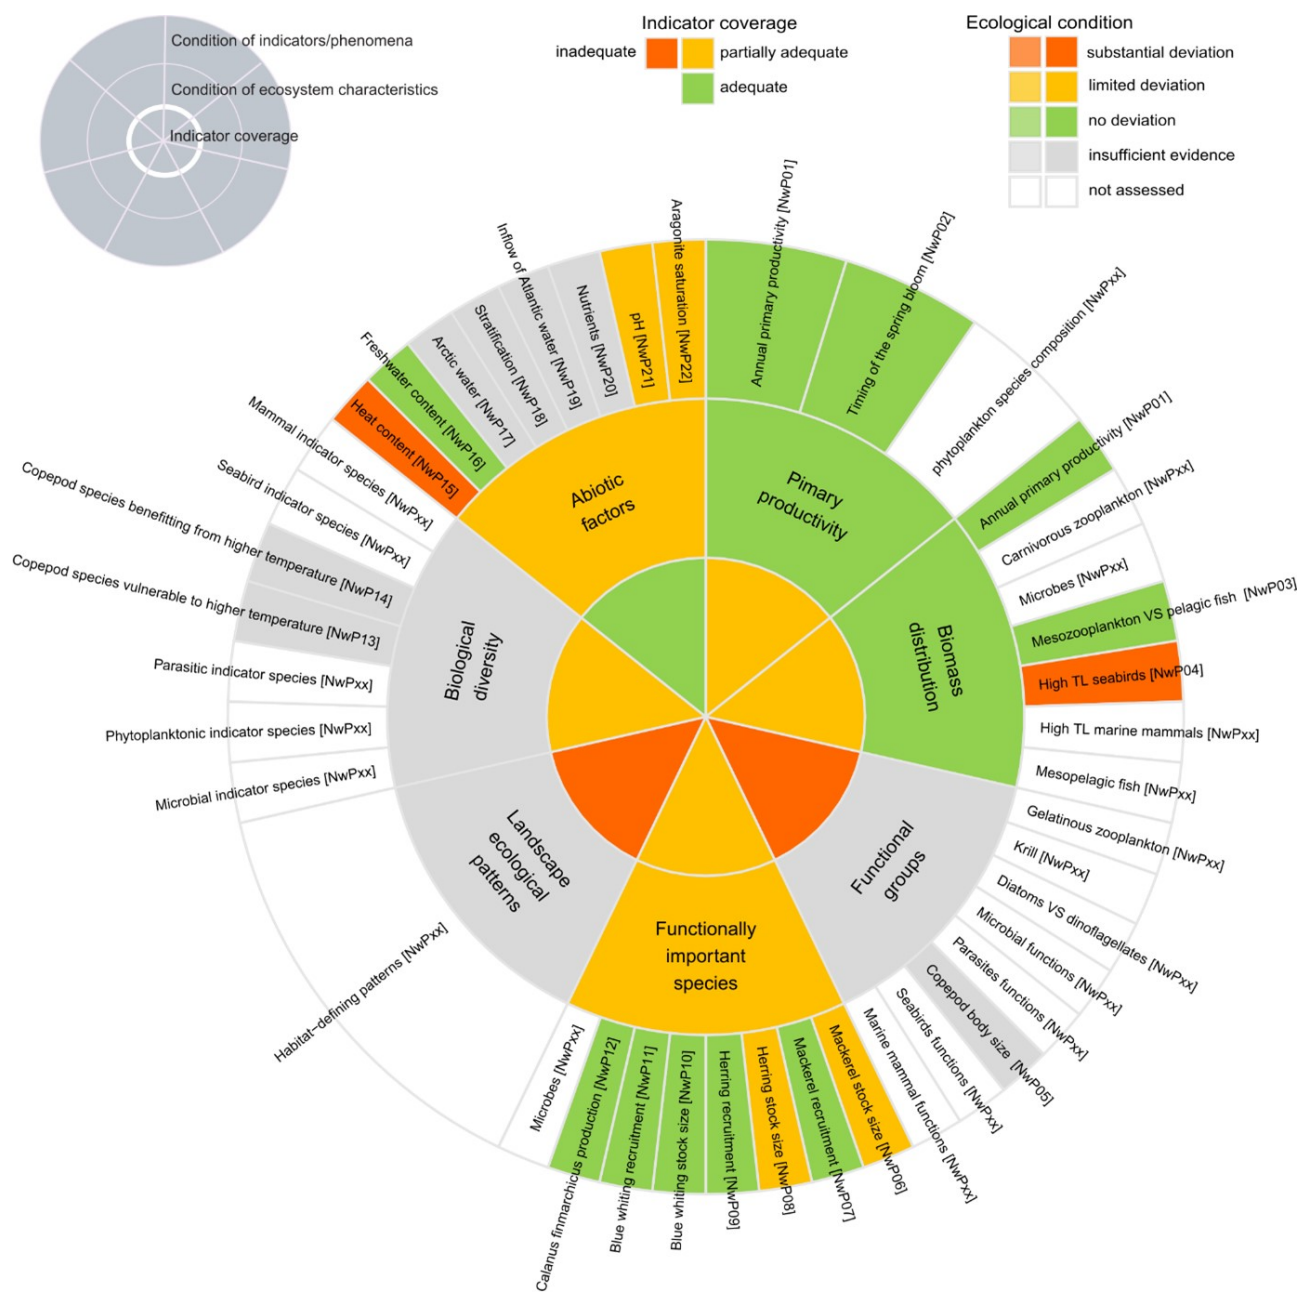 Condition of indicators/phenomena
Condition of ecosystem characteristics
Indicator coverage
Indicator coverage
inadequate
partially adequate
adequate
Ecological condition
substantial deviation
limited deviation
no deviation
insufficient evidence
not assessed
Annual primary productivity [NwP01]
Timing of the spring bloom [NwP02]
phytoplankton species composition [NwPxx]
Annual primary productivity [NwP01]
Carnivorous zooplankton [NwPxx]
Microbes [NwPxx]
Mesozooplankton VS pelagic fish [NwP03]
High TL seabirds [NwP04]
High TL marine mammals [NwPxx]
Mesopelagic fish [NwPxx]
Gelatinous zooplankton [NwPxx]
Krill [NwPxx]
Diatoms VS dinoflagellates [NwPxx]
Microbial functions [NwPxx]
Parasites functions [NwPxx]
Copepod body size [NwP05]
Seabirds functions [NwPxx]
Marine mammal functions [NwPxx]
Mackerel stock size [NwP06]
Mackerel recruitment [NwP07]
Herring stock size [NwP08]
Herring recruitment [NwP09]
Blue whiting stock size [NwP10]
Blue whiting recruitment [NwP11]
Calanus finmarchicus production [NwP12]
Microbes [NwPxx]
Habitat−defining patterns [NwPxx]
Microbial indicator species [NwPxx]
Phytoplanktonic indicator species [NwPxx]
Parasitic indicator species [NwPxx]
Copepod species vulnerable to higher temperature [NwP13]
Copepod species benefitting from higher temperature [NwP14]
Seabird indicator species [NwPxx]
Mammal indicator species [NwPxx]
Heat content [NwP15]
Freshwater content [NwP16]
Arctic water [NwP17]
Stratification [NwP18]
Inflow of Atlantic water [NwP19]
Nutrients [NwP20]
pH [NwP21]
Aragonite saturation [NwP22]
Pimary
productivity
Biomass
distribution
Functional
groups
Functionally
important
species
Landscape
ecological
patterns
Biological
diversity
Abiotic
factors